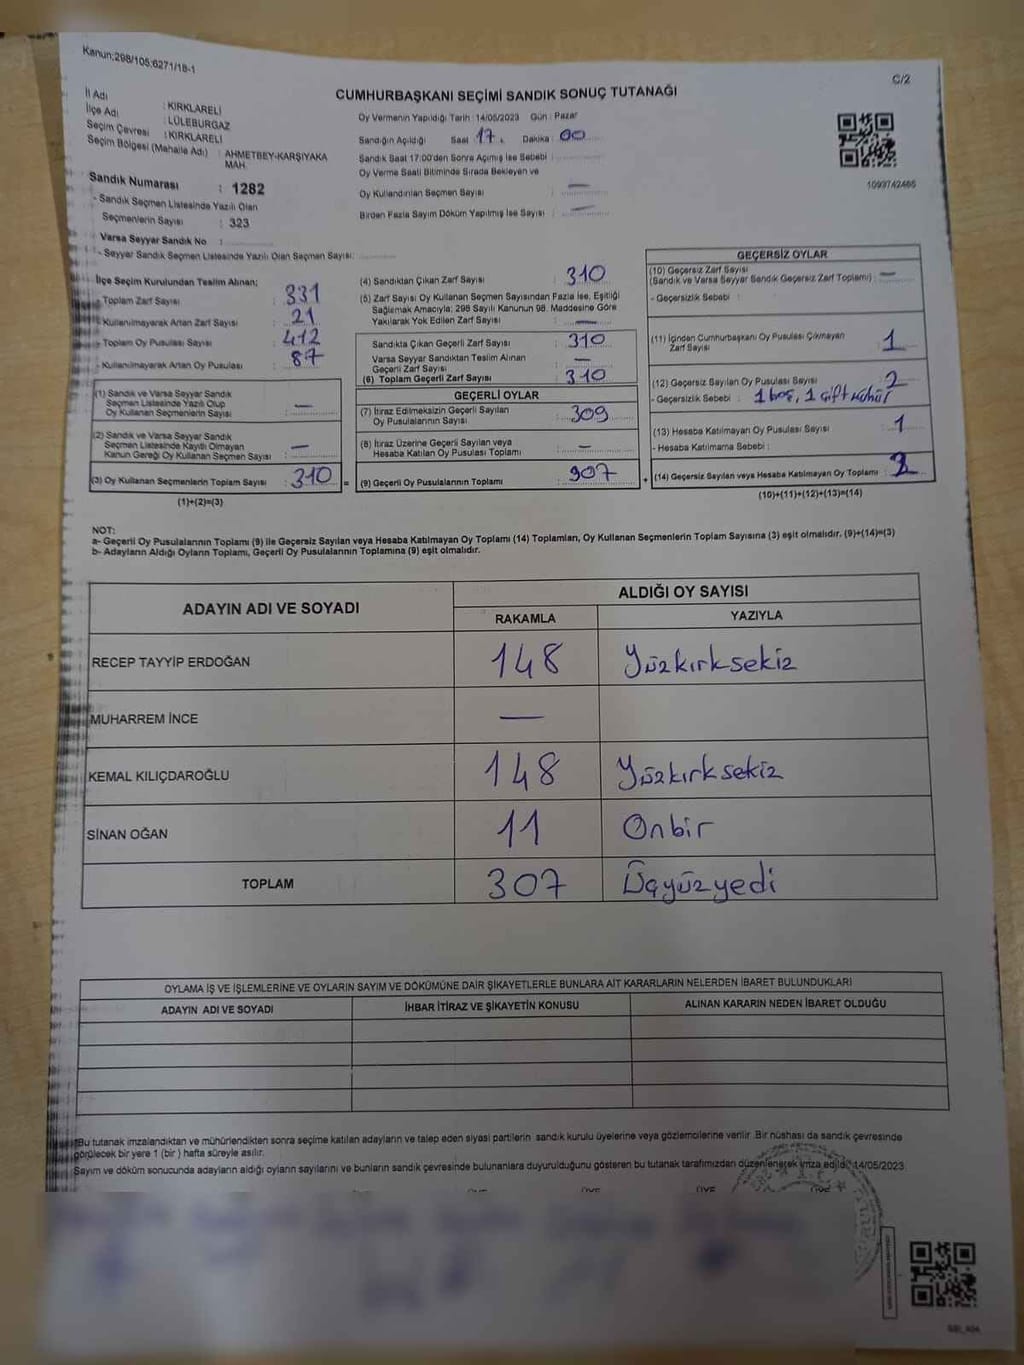 Kanun:298/105;6271/18-1
C/2
CUMHURBAŞKANI SEÇİMİ SANDIK SONUÇ TUTANAĞI
İl Adı : KIRKLARELİ
İlçe Adı : LÜLEBURGAZ
Seçim Çevresi : KIRKLARELİ
Seçim Bölgesi (Mahalle Adı) : AHMETBEY-KARŞIYAKA MAH.
Sandık Numarası : 1282
- Sandık Seçmen Listesinde Yazılı Olan
Seçmenlerin Sayısı : 323
Varsa Seyyar Sandık No :
- Seyyar Sandık Seçmen Listesinde Yazılı Olan Seçmen Sayısı:
Oy Vermenin Yapıldığı Tarih : 14/05/2023 Gün : Pazar
Sandığın Açıldığı Saat 17 . Dakika : 00
Sandık Saat 17:00'den Sonra Açımış İse Sebebi :
Oy Verme Saati Bitiminde Sırada Bekleyen ve
Oy Kullandırılan Seçmen Sayısı : —
Birden Fazla Sayım Döküm Yapılmış İse Sayısı : —
1093742465
İlçe Seçim Kurulundan Teslim Alınan;
- Toplam Zarf Sayısı : 331
- Kullanılmayarak Artan Zarf Sayısı : 21
- Toplam Oy Pusulası Sayısı : 412
- Kullanılmayarak Artan Oy Pusulası : 87
(1) Sandık ve Varsa Seyyar Sandık
Seçmen Listesinde Yazılı Olup
Oy Kullanan Seçmenlerin Sayısı : —
(2) Sandık ve Varsa Seyyar Sandık
Seçmen Listesinde Kayıtlı Olmayan
Kanun Gereği Oy Kullanan Seçmen Sayısı : —
(3) Oy Kullanan Seçmenlerin Toplam Sayısı : 310 =
(1)+(2)=(3)
(4) Sandıktan Çıkan Zarf Sayısı : 310
(5) Zarf Sayısı Oy Kullanan Seçmen Sayısından Fazla İse, Eşitliği
Sağlamak Amacıyla; 298 Sayılı Kanunun 98. Maddesine Göre
Yakılarak Yok Edilen Zarf Sayısı : —
Sandıkta Çıkan Geçerli Zarf Sayısı : 310
Varsa Seyyar Sandıktan Teslim Alınan
Geçerli Zarf Sayısı : —
(6) Toplam Geçerli Zarf Sayısı : 310
GEÇERLİ OYLAR
(7) İtiraz Edilmeksizin Geçerli Sayılan
Oy Pusulalarının Sayısı : 309
(8) İtiraz Üzerine Geçerli Sayılan veya
Hesaba Katılan Oy Pusulası Toplamı : —
(9) Geçerli Oy Pusulalarının Toplamı : 907 +
GEÇERSİZ OYLAR
(10) Geçersiz Zarf Sayısı
(Sandık ve Varsa Seyyar Sandık Geçersiz Zarf Toplamı) : —
- Geçersizlik Sebebi :
(11) İçinden Cumhurbaşkanı Oy Pusulası Çıkmayan
Zarf Sayısı : 1
(12) Geçersiz Sayılan Oy Pusulası Sayısı : 2
- Geçersizlik Sebebi : 1 boş, 1 çift mühür
(13) Hesaba Katılmayan Oy Pusulası Sayısı : 1
- Hesaba Katılmama Sebebi :
(14) Geçersiz Sayılan veya Hesaba Katılmayan Oy Toplamı :
(10)+(11)+(12)+(13)=(14)
NOT:
a- Geçerli Oy Pusulalarının Toplamı (9) ile Geçersiz Sayılan veya Hesaba Katılmayan Oy Toplamı (14) Toplamları, Oy Kullanan Seçmenlerin Toplam Sayısına (3) eşit olmalıdır. (9)+(14)=(3)
b- Adayların Aldığı Oyların Toplamı, Geçerli Oy Pusulalarının Toplamına (9) eşit olmalıdır.
ADAYIN ADI VE SOYADI
ALDIĞI OY SAYISI
RAKAMLA YAZIYLA
RECEP TAYYİP ERDOĞAN 148 Yüzkırksekiz
MUHARREM İNCE —
KEMAL KILIÇDAROĞLU 148 Yüzkırksekiz
SİNAN OĞAN 11 Onbir
TOPLAM 307 Üçyüzyedi
OYLAMA İŞ VE İŞLEMLERİNE VE OYLARIN SAYIM VE DÖKÜMÜNE DAİR ŞİKAYETLERLE BUNLARA AİT KARARLARIN NELERDEN İBARET BULUNDUKLARI
ADAYIN ADI VE SOYADI İHBAR İTİRAZ VE ŞİKAYETİN KONUSU ALINAN KARARIN NEDEN İBARET OLDUĞU
Bu tutanak imzalandıktan ve mühürlendikten sonra seçime katılan adayların ve talep eden siyasi partilerin sandık kurulu üyelerine veya gözlemcilerine verilir. Bir nüshası da sandık çevresinde
görülecek bir yere 1 (bir ) hafta süreyle asılır.
Sayım ve döküm sonucunda adayların aldığı oyların sayılarını ve bunların sandık çevresinde bulunanlara duyurulduğunu gösteren bu tutanak tarafımızdan düzenlenerek imza edildi. 14/05/2023